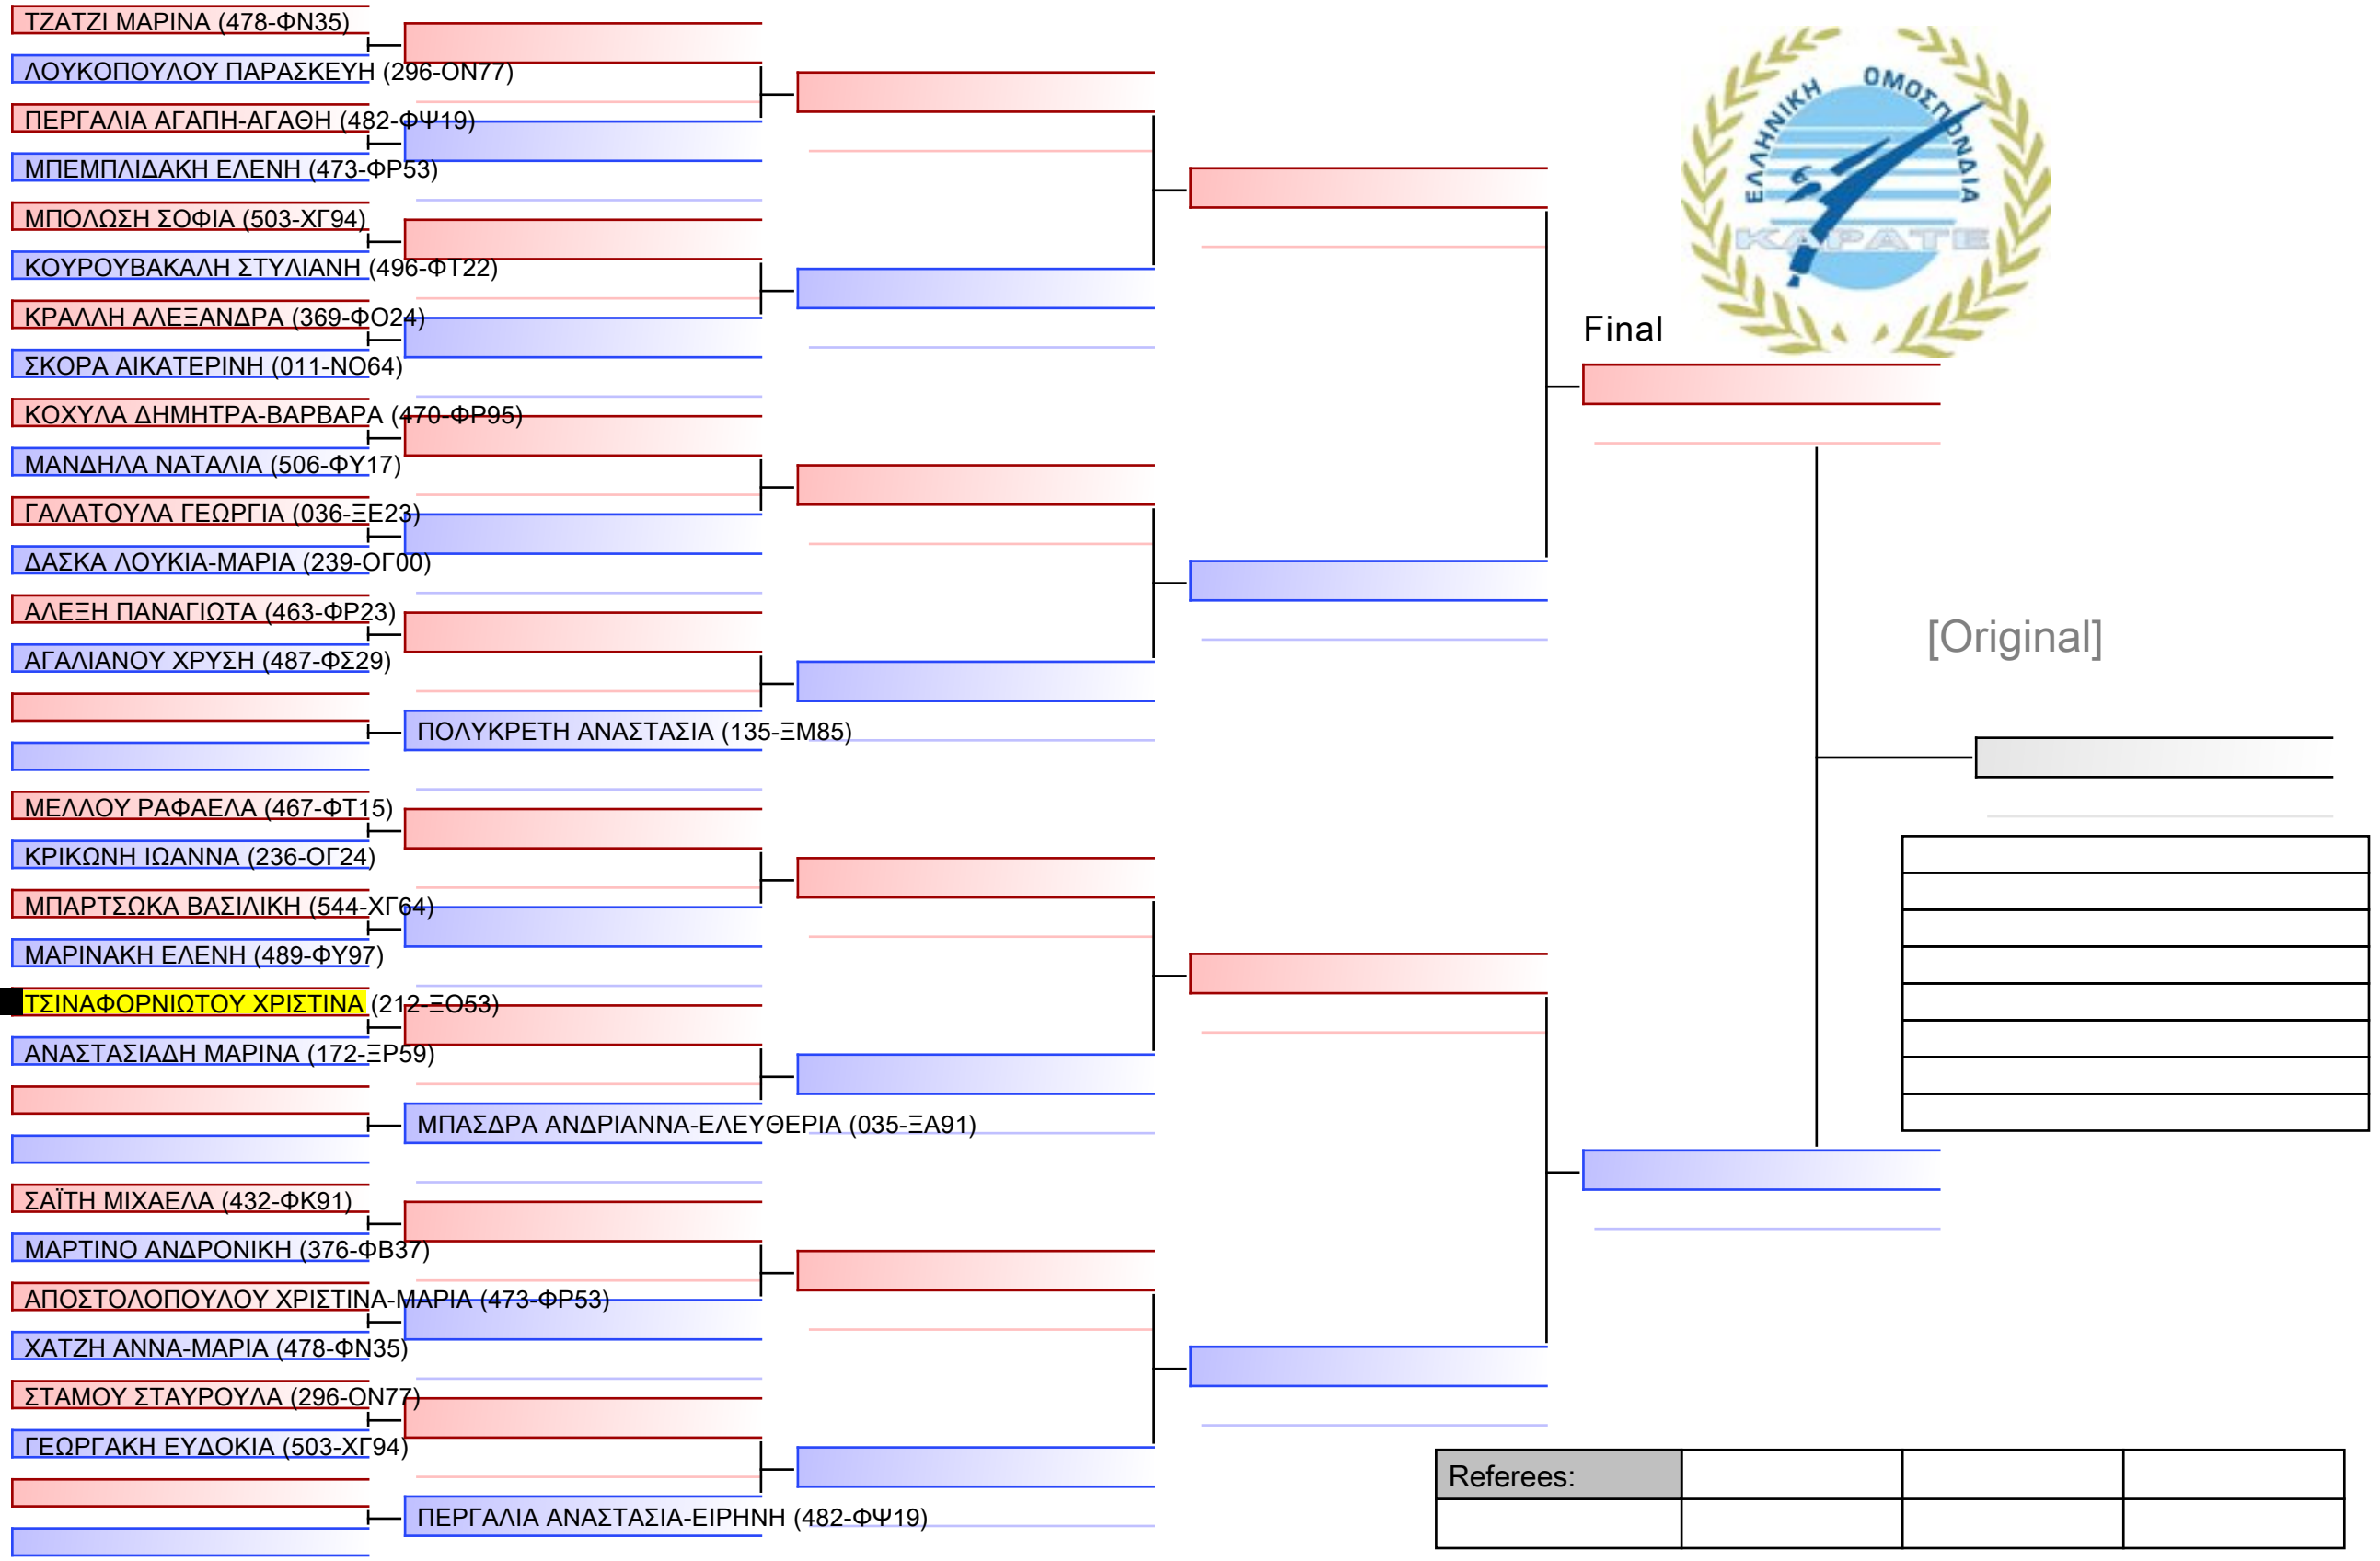 ΤΖΑΤΖΙ ΜΑΡΙΝΑ (478-ΦΝ35)
ΛΟΥΚΟΠΟΥΛΟΥ ΠΑΡΑΣΚΕΥΗ (296-ΟΝ77)
ΠΕΡΓΑΛΙΑ ΑΓΑΠΗ-ΑΓΑΘΗ (482-ΦΨ19)
ΜΠΕΜΠΛΙΔΑΚΗ ΕΛΕΝΗ (473-ΦΡ53)
ΜΠΟΛΩΣΗ ΣΟΦΙΑ (503-ΧΓ94)
ΚΟΥΡΟΥΒΑΚΑΛΗ ΣΤΥΛΙΑΝΗ (496-ΦΤ22)
ΚΡΑΛΛΗ ΑΛΕΞΑΝΔΡΑ (369-ΦΟ24)
ΣΚΟΡΑ ΑΙΚΑΤΕΡΙΝΗ (011-ΝΟ64)
ΚΟΧΥΛΑ ΔΗΜΗΤΡΑ-ΒΑΡΒΑΡΑ (470-ΦΡ95)
ΜΑΝΔΗΛΑ ΝΑΤΑΛΙΑ (506-ΦΥ17)
ΓΑΛΑΤΟΥΛΑ ΓΕΩΡΓΙΑ (036-ΞΕ23)
ΔΑΣΚΑ ΛΟΥΚΙΑ-ΜΑΡΙΑ (239-ΟΓ00)
ΑΛΕΞΗ ΠΑΝΑΓΙΩΤΑ (463-ΦΡ23)
ΑΓΑΛΙΑΝΟΥ ΧΡΥΣΗ (487-ΦΣ29)
ΠΟΛΥΚΡΕΤΗ ΑΝΑΣΤΑΣΙΑ (135-ΞΜ85)
ΜΕΛΛΟΥ ΡΑΦΑΕΛΑ (467-ΦΤ15)
ΚΡΙΚΩΝΗ ΙΩΑΝΝΑ (236-ΟΓ24)
ΜΠΑΡΤΣΩΚΑ ΒΑΣΙΛΙΚΗ (544-ΧΓ64)
ΜΑΡΙΝΑΚΗ ΕΛΕΝΗ (489-ΦΥ97)
ΤΣΙΝΑΦΟΡΝΙΩΤΟΥ ΧΡΙΣΤΙΝΑ (212-ΞΟ53)
ΑΝΑΣΤΑΣΙΑΔΗ ΜΑΡΙΝΑ (172-ΞΡ59)
ΜΠΑΣΔΡΑ ΑΝΔΡΙΑΝΝΑ-ΕΛΕΥΘΕΡΙΑ (035-ΞΑ91)
ΣΑΪΤΗ ΜΙΧΑΕΛΑ (432-ΦΚ91)
ΜΑΡΤΙΝΟ ΑΝΔΡΟΝΙΚΗ (376-ΦΒ37)
ΑΠΟΣΤΟΛΟΠΟΥΛΟΥ ΧΡΙΣΤΙΝΑ-ΜΑΡΙΑ (473-ΦΡ53)
ΧΑΤΖΗ ΑΝΝΑ-ΜΑΡΙΑ (478-ΦΝ35)
ΣΤΑΜΟΥ ΣΤΑΥΡΟΥΛΑ (296-ΟΝ77)
ΓΕΩΡΓΑΚΗ ΕΥΔΟΚΙΑ (503-ΧΓ94)
ΠΕΡΓΑΛΙΑ ΑΝΑΣΤΑΣΙΑ-ΕΙΡΗΝΗ (482-ΦΨ19)
ΕΛΛΗΝΙΚΗ ΟΜΟΣΠΟΝΔΙΑ
ΚΑΡΑΤΕ
Final
[Original]
Referees: